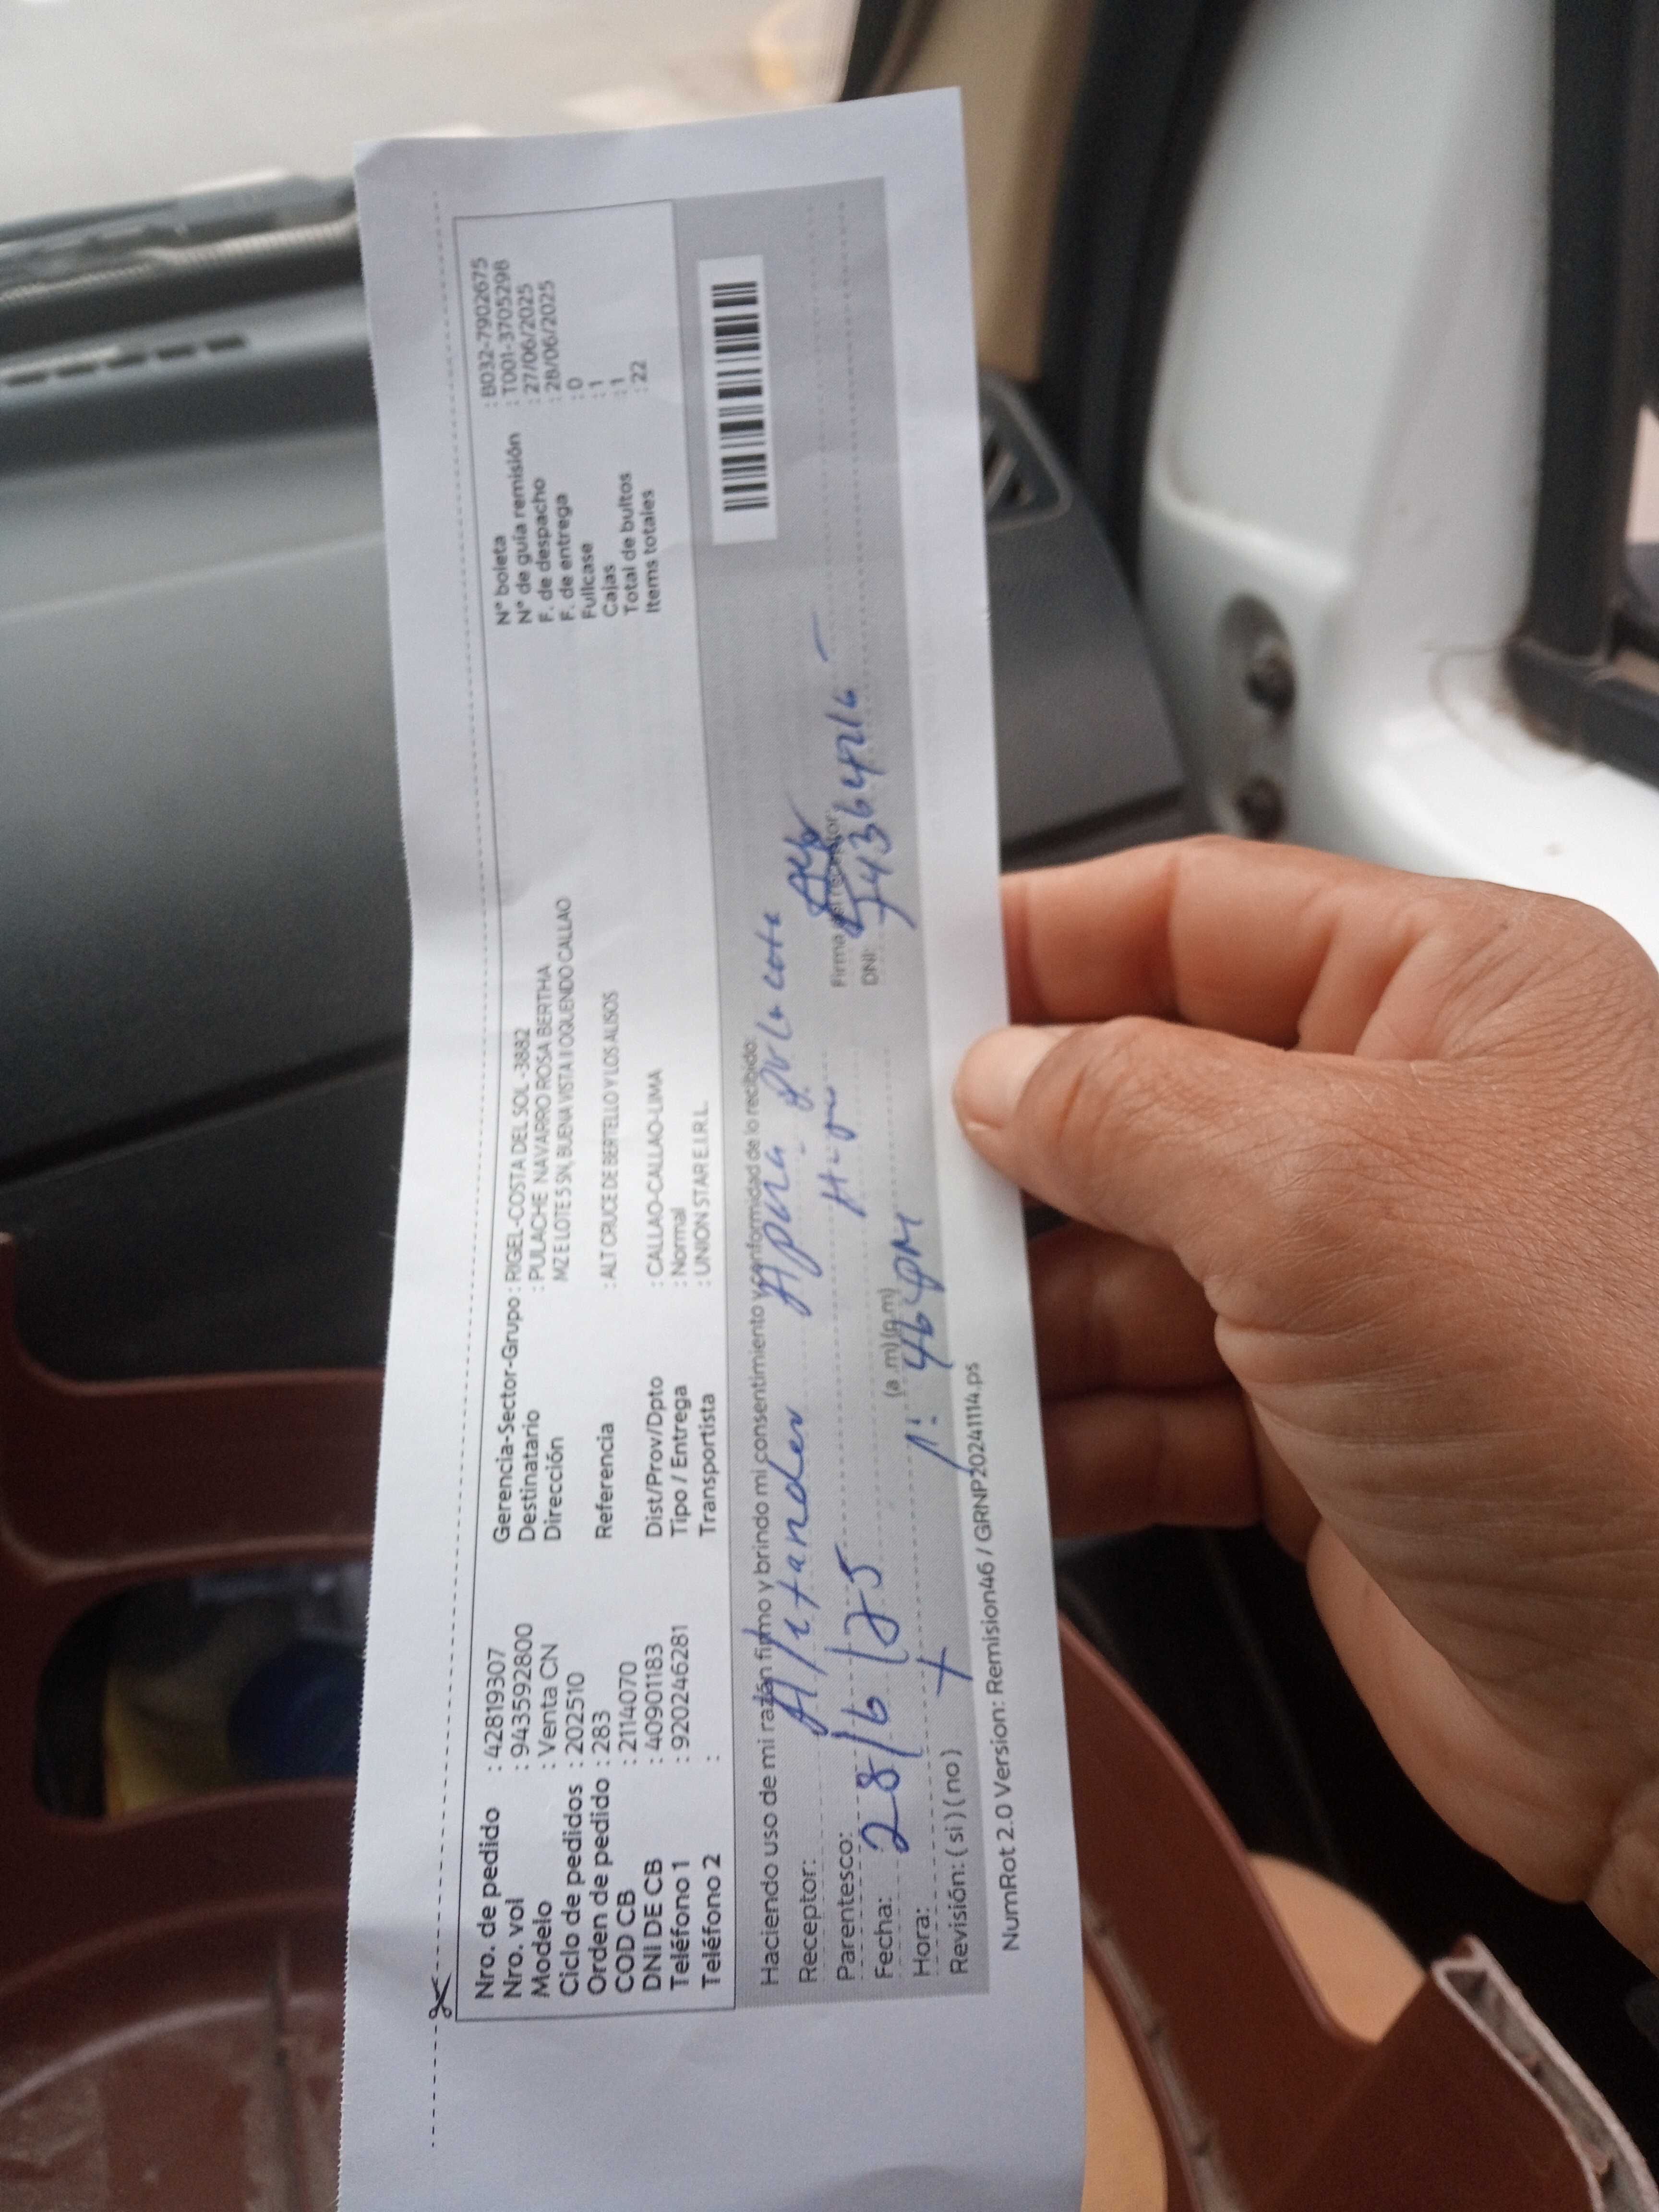 Nro. de pedido : 42819307
Nro. vol : 943592800
Modelo : Venta CN
Ciclo de pedidos : 202510
Orden de pedido : 283
COD CB : 2114070
DNI DE CB : 40901183
Teléfono 1 : 920246281
Teléfono 2 :
Gerencia-Sector-Grupo : RIGEL-COSTA DEL SOL -3882
Destinatario : PULACHE NAVARRO ROSA BERTHA
Dirección MZ E LOTE 5 SN, BUENA VISTA I OQUENDO CALLAO
Referencia : ALT CRUCE DE BERTELLO Y LOS ALISOS
Dist/Prov/Dpto : CALLAO-CALLAO-LIMA
Tipo / Entrega : Normal
Transportista : UNION STAR E.I.R.L.
N° boleta : B032-7902675
N° de guía remisión : T001-3705298
F. de despacho : 27/06/2025
F. de entrega : 28/06/2025
Fullcase : 0
Cajas : 1
Total de bultos : 1
Items totales : 22
Haciendo uso de mi razón firmo y brindo mi consentimiento y conformidad de lo recibido:
Receptor:
Parentesco:
Firma del receptor:
Fecha: 28/6/25
DNI:
Hora: 1:46 pm (a .m) (p.m)
Revisión: ( si ) ( no )
NumRot 2.0 Version: Remision46 / GRNP20241114.ps